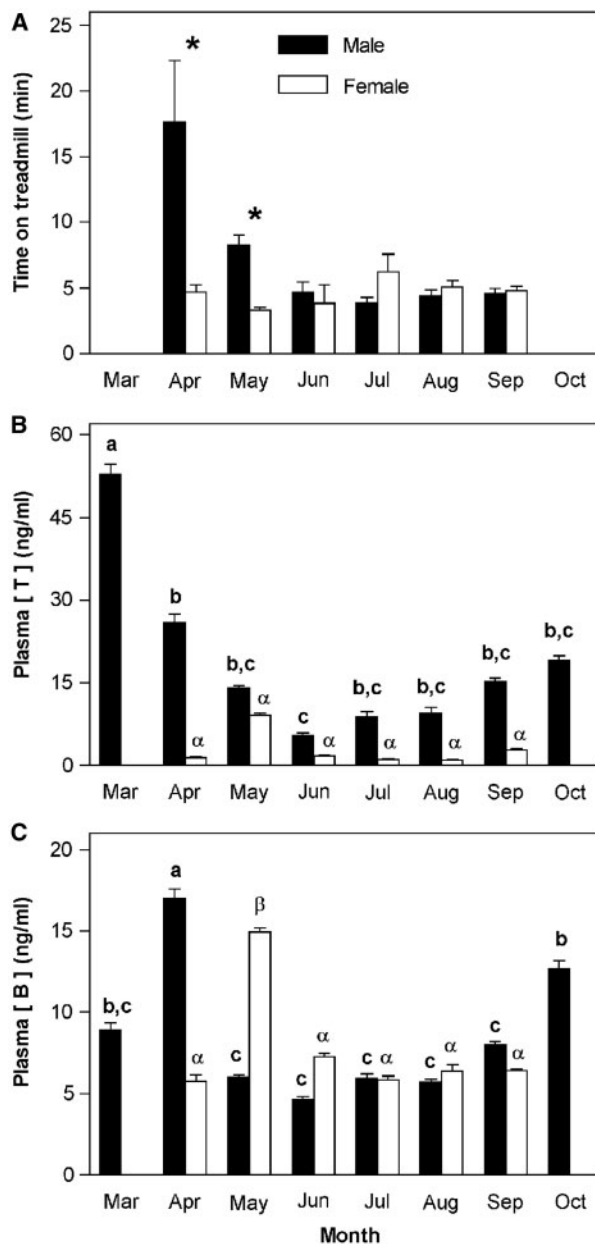 A
Time on treadmill (min)
25
20
15
10
5
0
*
*
Male
Female
Mar Apr May Jun Jul Aug Sep Oct
B
Plasma [ T ] (ng/ml)
60
45
30
15
0
a
b
α
b,c
α
c
α
b,c
α
b,c
α
b,c
α
b,c
Mar Apr May Jun Jul Aug Sep Oct
C
Plasma [ B ] (ng/ml)
20
15
10
5
0
b,c
a
α
c
β
c
α
c
α
c
α
c
α
b
Mar Apr May Jun Jul Aug Sep Oct
Month